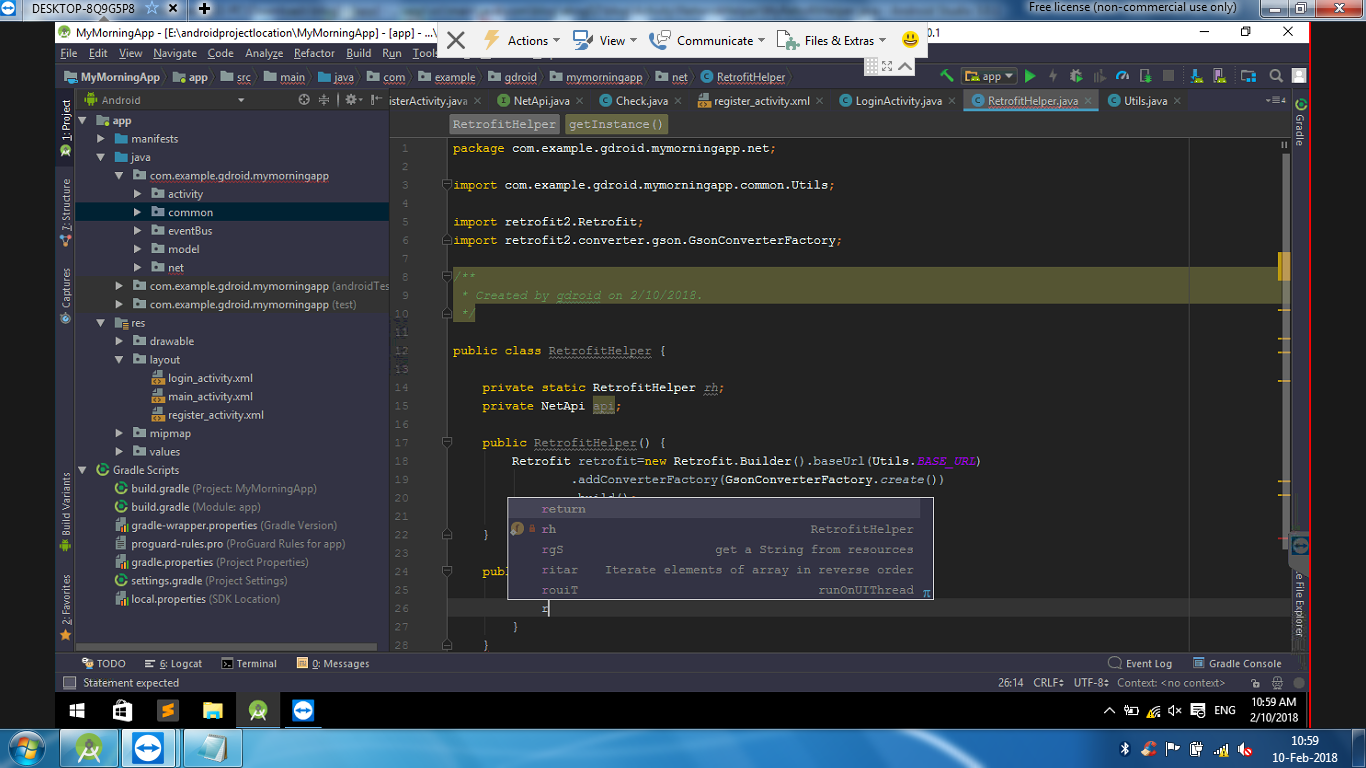 DESKTOP-8Q9G5P8
Free license (non-commercial use only)
MyMorningApp - [E:\androidprojectlocation\MyMorningApp] - [app] - ...\
0.1
Actions
View
Communicate
Files & Extras
File Edit View Navigate Code Analyze Refactor Build Run Tools
MyMorningApp app src main java com example gdroid mymorningapp net RetrofitHelper
app
Android
isterActivity.java NetApi.java Check.java register_activity.xml LoginActivity.java RetrofitHelper.java Utils.java
4
RetrofitHelper getInstance()
1: Project
7: Structure
Captures
Build Variants
2: Favorites
Gradle
e File Explorer
app
manifests
java
com.example.gdroid.mymorningapp
activity
common
eventBus
model
net
com.example.gdroid.mymorningapp (androidTes
com.example.gdroid.mymorningapp (test)
res
drawable
layout
login_activity.xml
main_activity.xml
register_activity.xml
mipmap
values
Gradle Scripts
build.gradle (Project: MyMorningApp)
build.gradle (Module: app)
gradle-wrapper.properties (Gradle Version)
proguard-rules.pro (ProGuard Rules for app)
gradle.properties (Project Properties)
settings.gradle (Project Settings)
local.properties (SDK Location)
1 package com.example.gdroid.mymorningapp.net;
2
3 import com.example.gdroid.mymorningapp.common.Utils;
4
5 import retrofit2.Retrofit;
6 import retrofit2.converter.gson.GsonConverterFactory;
7
8 /**
9 * Created by gdroid on 2/10/2018.
10 */
11
12 public class RetrofitHelper {
13
14 private static RetrofitHelper rh;
15 private NetApi api;
16
17 public RetrofitHelper() {
18 Retrofit retrofit=new Retrofit.Builder().baseUrl(Utils.BASE_URL)
19 .addConverterFactory(GsonConverterFactory.create())
20 .build();
21 return
22 } rh RetrofitHelper
23 rgS get a String from resources
24 pub ritar Iterate elements of array in reverse order
25 rouiT runOnUIThread
26 r
27 }
28 }
TODO 6: Logcat Terminal 0: Messages Event Log Gradle Console
Statement expected 26:14 CRLF UTF-8 Context: <no context>
ENG
10:59 AM
2/10/2018
10:59
10-Feb-2018